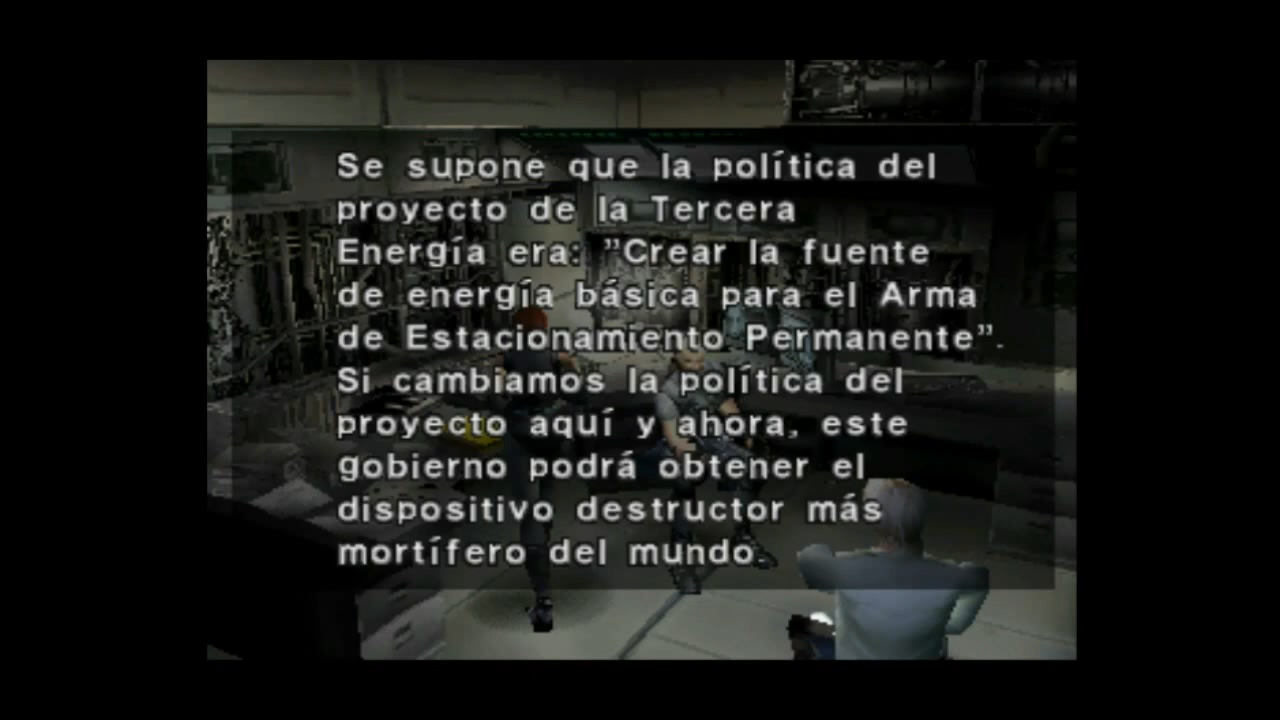 Se supone que la política del
proyecto de la Tercera
Energía era: ”Crear la fuente
de energía básica para el Arma
de Estacionamiento Permanente”.
Si cambiamos la política del
proyecto aquí y ahora, este
gobierno podrá obtener el
dispositivo destructor más
mortífero del mundo.